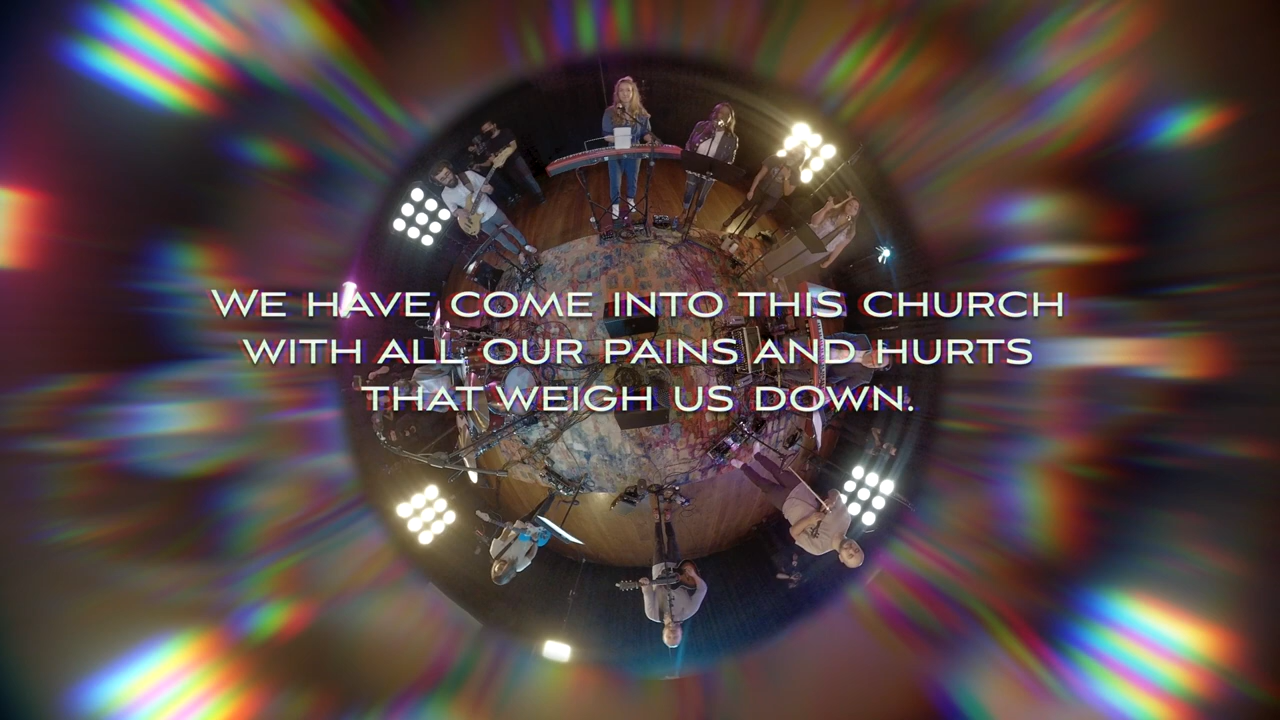 WE HAVE COME INTO THIS CHURCH
WITH ALL OUR PAINS AND HURTS
THAT WEIGH US DOWN.